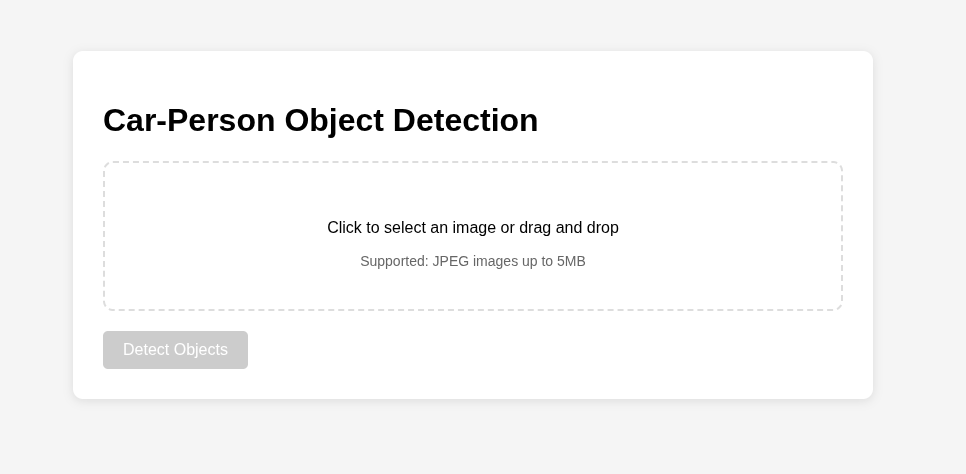 Car-Person Object Detection
Click to select an image or drag and drop
Supported: JPEG images up to 5MB
Detect Objects